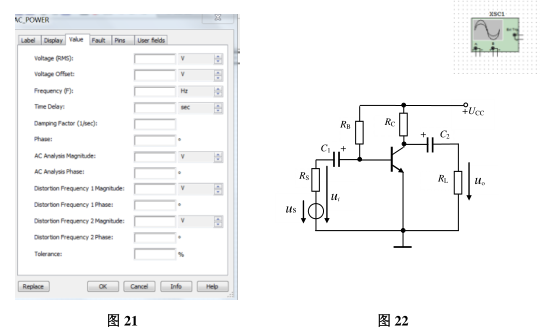 AC_POWER
Label Display Value Fault Pins User fields
Voltage (RMS): V
Voltage Offset: V
Frequency (F): Hz
Time Delay: sec
Damping Factor (1/sec):
Phase: °
AC Analysis Magnitude: V
AC Analysis Phase: °
Distortion Frequency 1 Magnitude: V
Distortion Frequency 1 Phase: °
Distortion Frequency 2 Magnitude: V
Distortion Frequency 2 Phase: °
Tolerance: %
Replace OK Cancel Info Help
图 21
XSC1
+UCC
RB RC
C1 + + C2
RS ui RL uo
uS
图 22